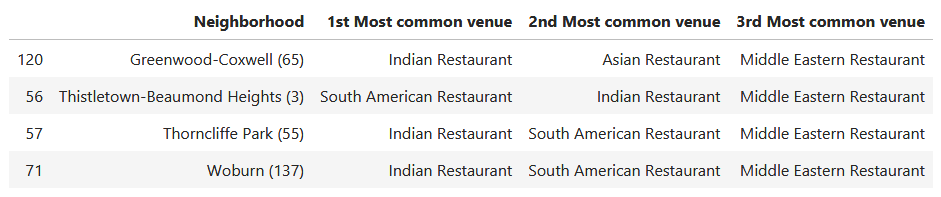 Neighborhood 1st Most common venue 2nd Most common venue 3rd Most common venue
120 Greenwood-Coxwell (65) Indian Restaurant Asian Restaurant Middle Eastern Restaurant
56 Thistletown-Beaumond Heights (3) South American Restaurant Indian Restaurant Middle Eastern Restaurant
57 Thorncliffe Park (55) Indian Restaurant South American Restaurant Middle Eastern Restaurant
71 Woburn (137) Indian Restaurant South American Restaurant Middle Eastern Restaurant